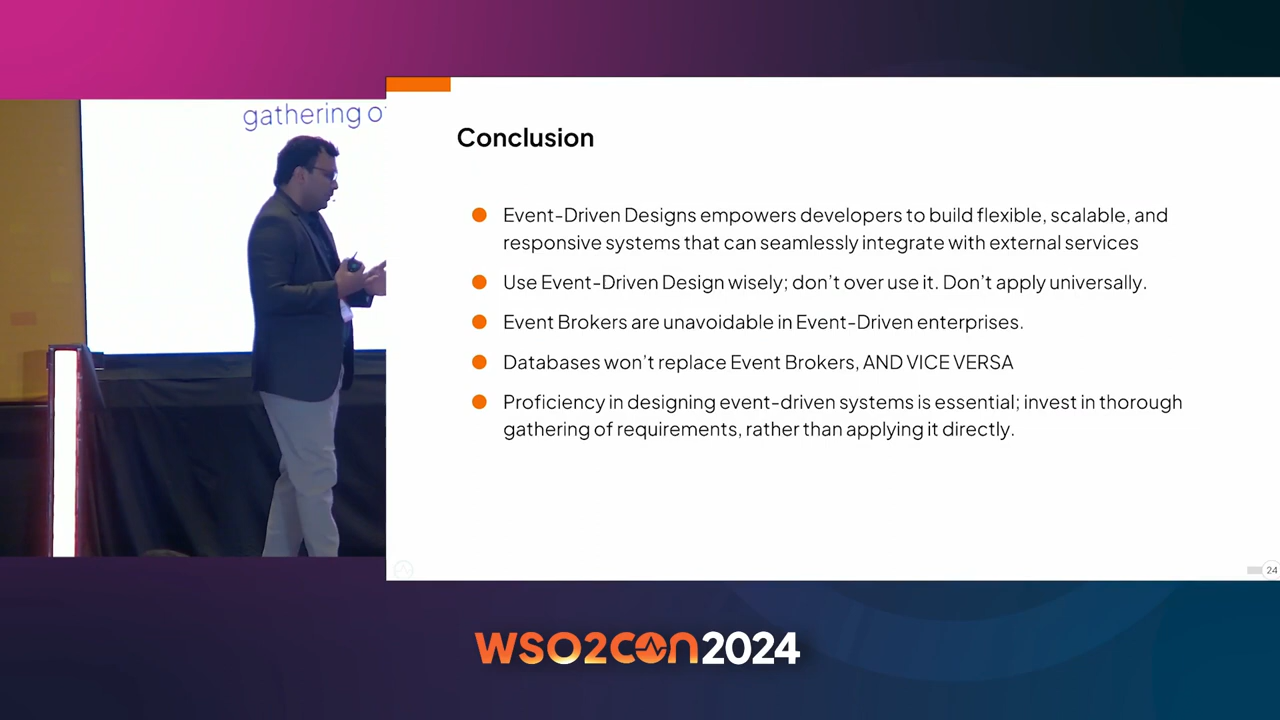 gathering of
Conclusion
Event-Driven Designs empowers developers to build flexible, scalable, and
responsive systems that can seamlessly integrate with external services
Use Event-Driven Design wisely; don't over use it. Don't apply universally.
Event Brokers are unavoidable in Event-Driven enterprises.
Databases won't replace Event Brokers, AND VICE VERSA
Proficiency in designing event-driven systems is essential; invest in thorough
gathering of requirements, rather than applying it directly.
24
WSO2CON2024